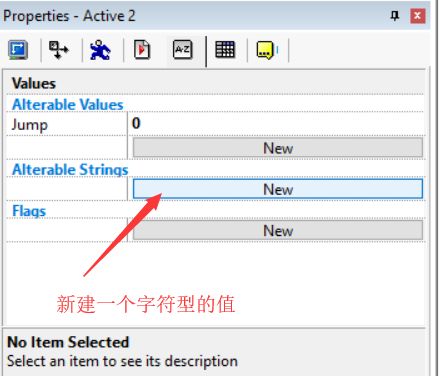 Properties - Active 2
A-Z
Values
Alterable Values
Jump 0
New
Alterable Strings
New
Flags
New
新建一个字符型的值
No Item Selected
Select an item to see its description